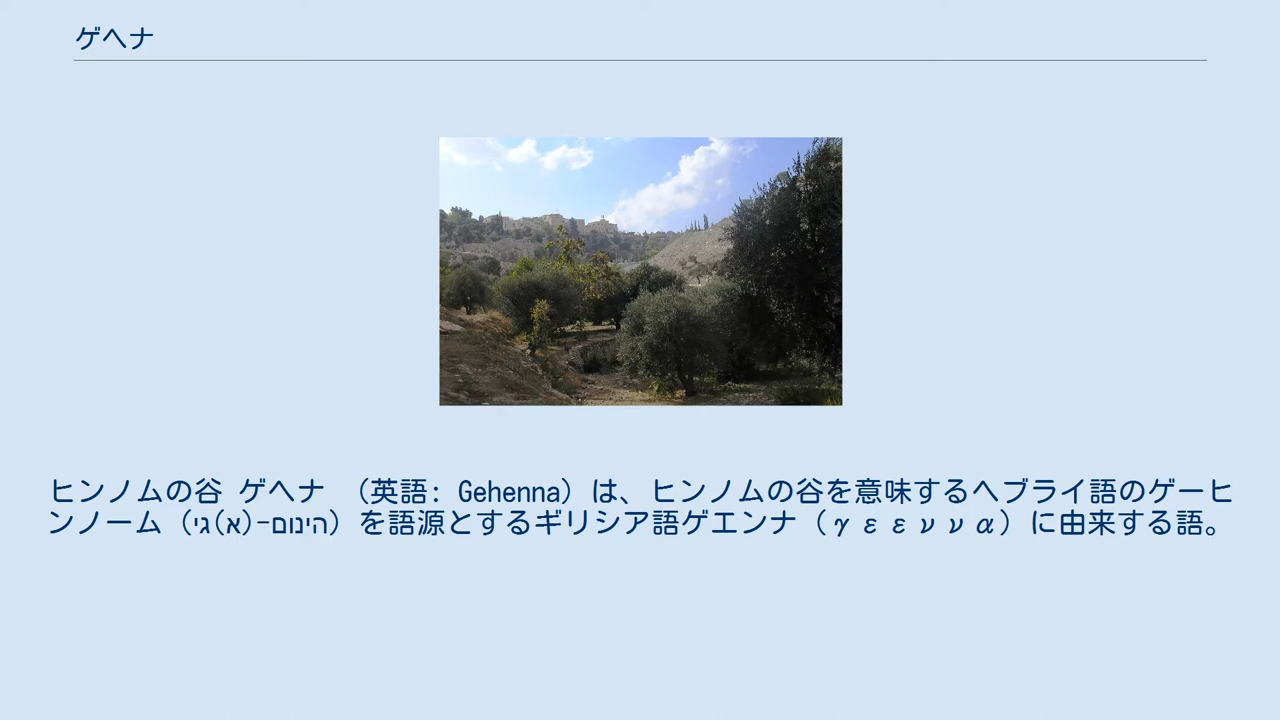 ゲヘナ
ヒンノムの谷 ゲヘナ （英語: Gehenna）は、ヒンノムの谷を意味するヘブライ語のゲーヒ
ンノーム（גי(א)-הינום）を語源とするギリシア語ゲエンナ（γεενναα）に由来する語。